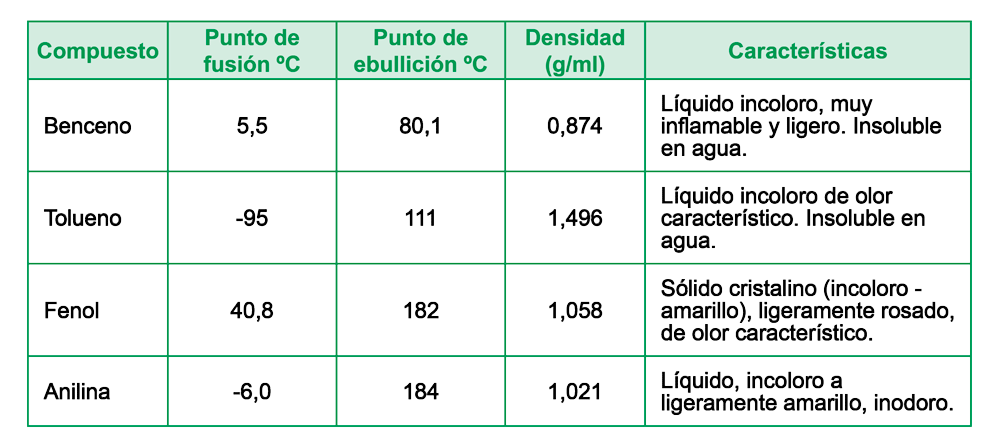 Compuesto
Punto de
fusión ºC
Punto de
ebullición ºC
Densidad
(g/ml)
Características
Benceno
5,5
80,1
0,874
Líquido incoloro, muy
inflamable y ligero. Insoluble
en agua.
Tolueno
-95
111
1,496
Líquido incoloro de olor
característico. Insoluble en
agua.
Fenol
40,8
182
1,058
Sólido cristalino (incoloro -
amarillo), ligeramente rosado,
de olor característico.
Anilina
-6,0
184
1,021
Líquido, incoloro a
ligeramente amarillo, inodoro.